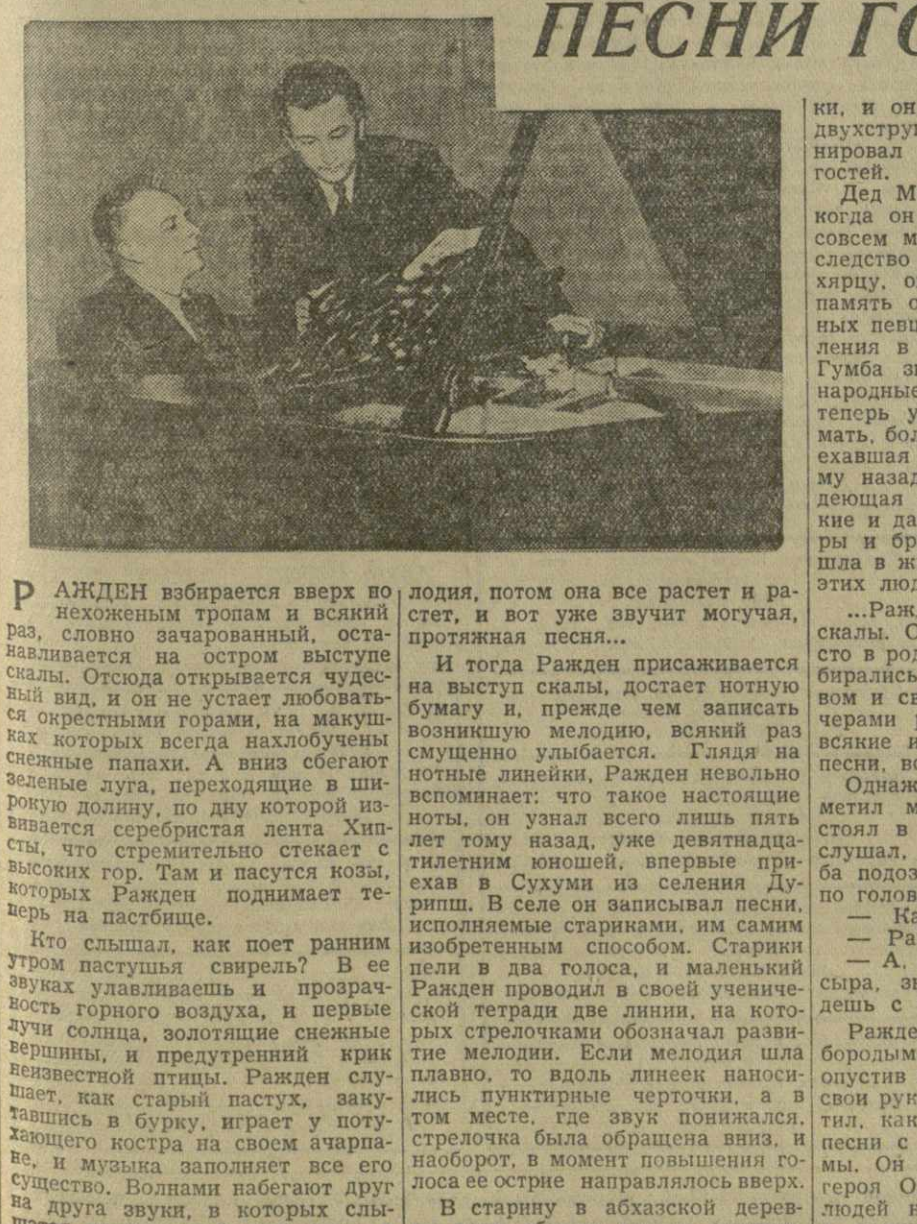 ПЕСНИ ГО
РАЖДЕН взбирается вверх по
нехоженым тропам и всякий
раз, словно зачарованный, оста-
навливается на остром выступе
скалы. Отсюда открывается чудес-
ный вид, и он не устает любовать-
ся окрестными горами, на макуш-
ках которых всегда нахлобучены
снежные папахи. А вниз сбегают
зеленые луга, переходящие в ши-
рокую долину, по дну которой из-
вивается серебристая лента Хип-
сты, что стремительно стекает с
высоких гор. Там и пасутся козы,
которых Ражден поднимает те-
перь на пастбище.
Кто слышал, как поет ранним
утром пастушья свирель? В ее
звуках улавливаешь и прозрач-
ность горного воздуха, и первые
лучи солнца, золотящие снежные
вершины, и предутренний крик
неизвестной птицы. Ражден слу-
шает, как старый пастух, заку-
тавшись в бурку, играет у поту-
хающего костра на своем ачарпа-
не, и музыка заполняет все его
существо. Волнами набегают друг
на друга звуки, в которых слы-
лодия, потом она все растет и ра-
стет, и вот уже звучит могучая,
протяжная песня...
И тогда Ражден присаживается
на выступ скалы, достает нотную
бумагу и, прежде чем записать
возникшую мелодию, всякий раз
смущенно улыбается. Глядя на
нотные линейки, Ражден невольно
вспоминает: что такое настоящие
ноты, он узнал всего лишь пять
лет тому назад, уже девятнадца-
тилетним юношей, впервые при-
ехав в Сухуми из селения Ду-
рипш. В селе он записывал песни,
исполняемые стариками, им самим
изобретенным способом. Старики
пели в два голоса, и маленький
Ражден проводил в своей учениче-
ской тетради две линии, на кото-
рых стрелочками обозначал разви-
тие мелодии. Если мелодия шла
плавно, то вдоль линеек наноси-
лись пунктирные черточки, а в
том месте, где звук понижался,
стрелочка была обращена вниз, и
наоборот, в момент повышения го-
лоса ее острие направлялось вверх.
В старину в абхазской дерев-
ки, и он
двухстру
нировал
гостей.
Дед М
когда он
совсем м
следство
хярцу, о
память о
ных певц
ления в
Гумба зн
народные
теперь у
мать, бол
ехавшая
му назад
деющая
кие и да
ры и бр
шла в ж
этих люд
...Раж
скалы. С
сто в род
бирались
вом и св
черами
всякие и
песни, во
Однаж
метил м
стоял в
слушал,
ба подоз
по голов
— Ка
— Ра
— А,
сыра, зн
дешь с
Ражде
бородым
опустив
свои рук
тил, как
песни с
мы. Он
героя О
людей в